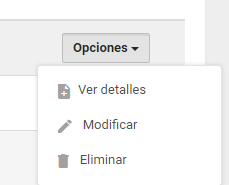 Opciones
Ver detalles
Modificar
Eliminar